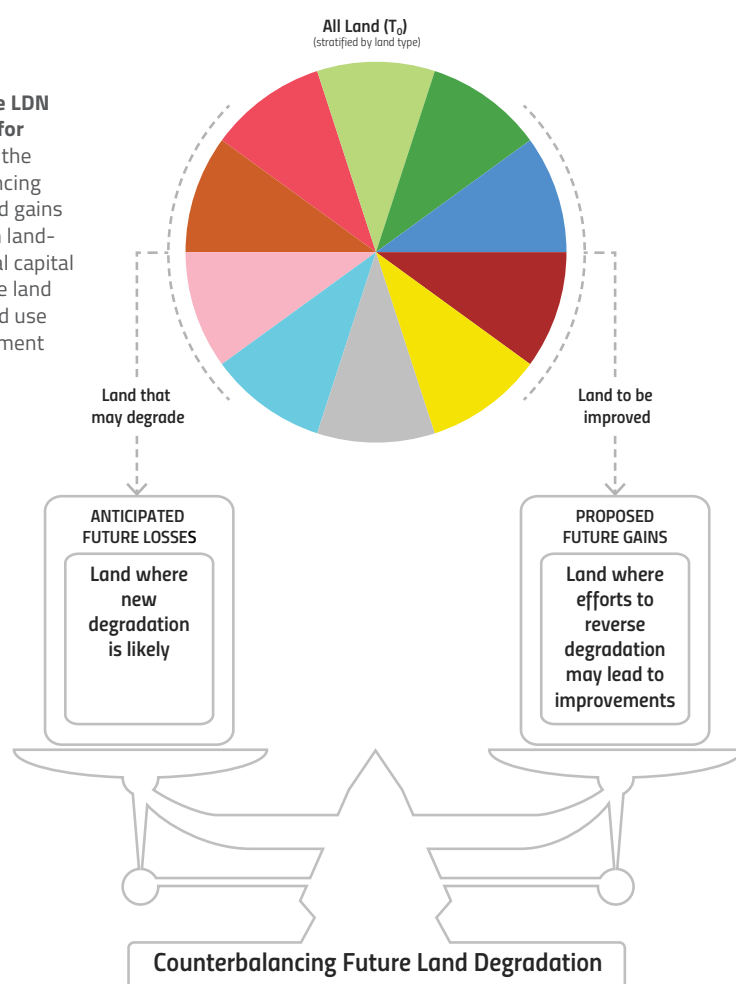 All Land (T₀)
(stratified by land type)
e LDN
for
the
ncing
d gains
n land-
al capital
e land
d use
ment
Land that
may degrade
Land to be
improved
ANTICIPATED
FUTURE LOSSES
Land where
new
degradation
is likely
PROPOSED
FUTURE GAINS
Land where
efforts to
reverse
degradation
may lead to
improvements
Counterbalancing Future Land Degradation